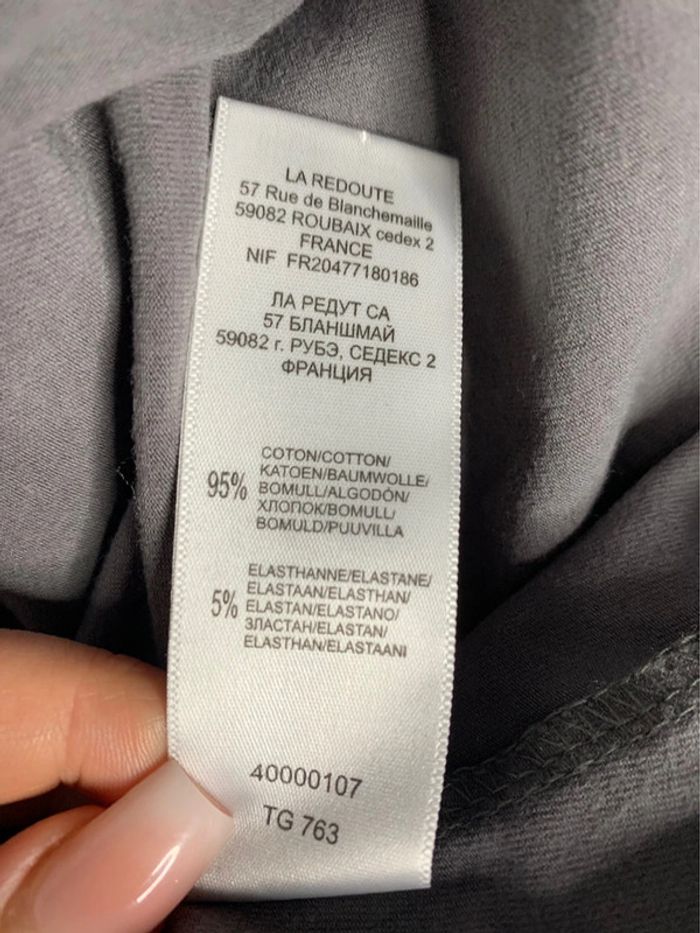 LA REDOUTE
57 Rue de Blanchemaille
59082 ROUBAIX cedex 2
FRANCE
NIF FR20477180186
ЛА РЕДУТ СА
57 БЛАНШМАЙ
59082 г. РУБЭ, СЕДЕКС 2
ФРАНЦИЯ
COTON/COTTON/
KATOEN/BAUMWOLLE/
95% BOMULL/ALGODÓN/
ХЛОПОК/BOMULL/
BOMULD/PUUVILLA
ELASTHANNE/ELASTANE/
ELASTAAN/ELASTHAN/
5% ELASTAN/ELASTANO/
ЭЛАСТАН/ELASTAN/
ELASTHAN/ELASTAANI
40000107
TG 763